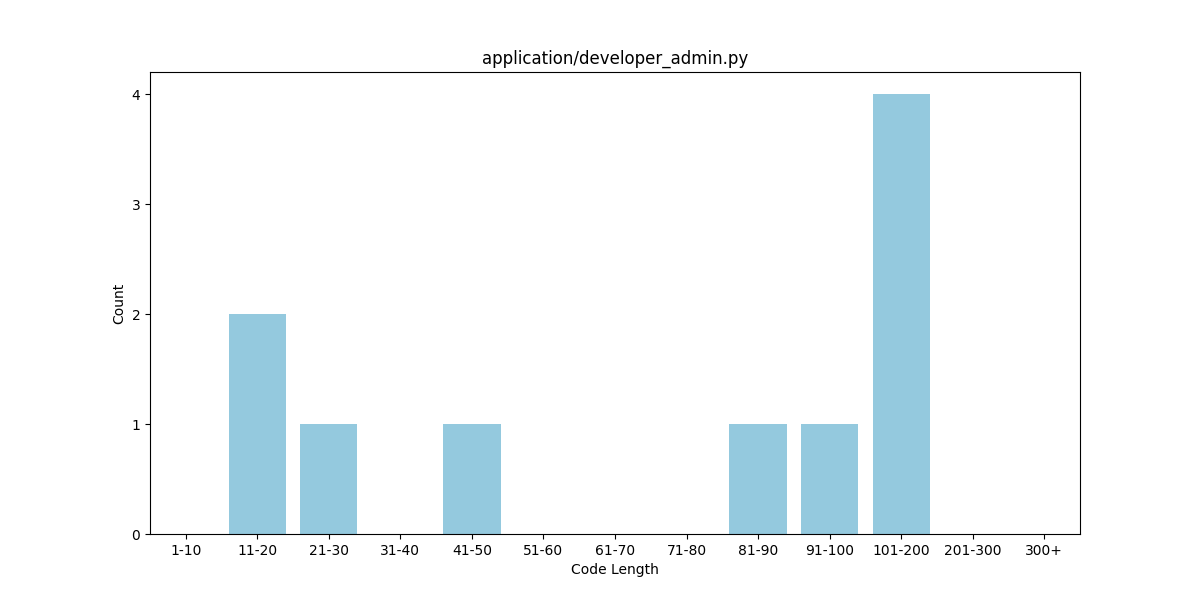 application/developer_admin.py
4
3
2
1
0
Count
1-10 11-20 21-30 31-40 41-50 51-60 61-70 71-80 81-90 91-100 101-200 201-300 300+
Code Length